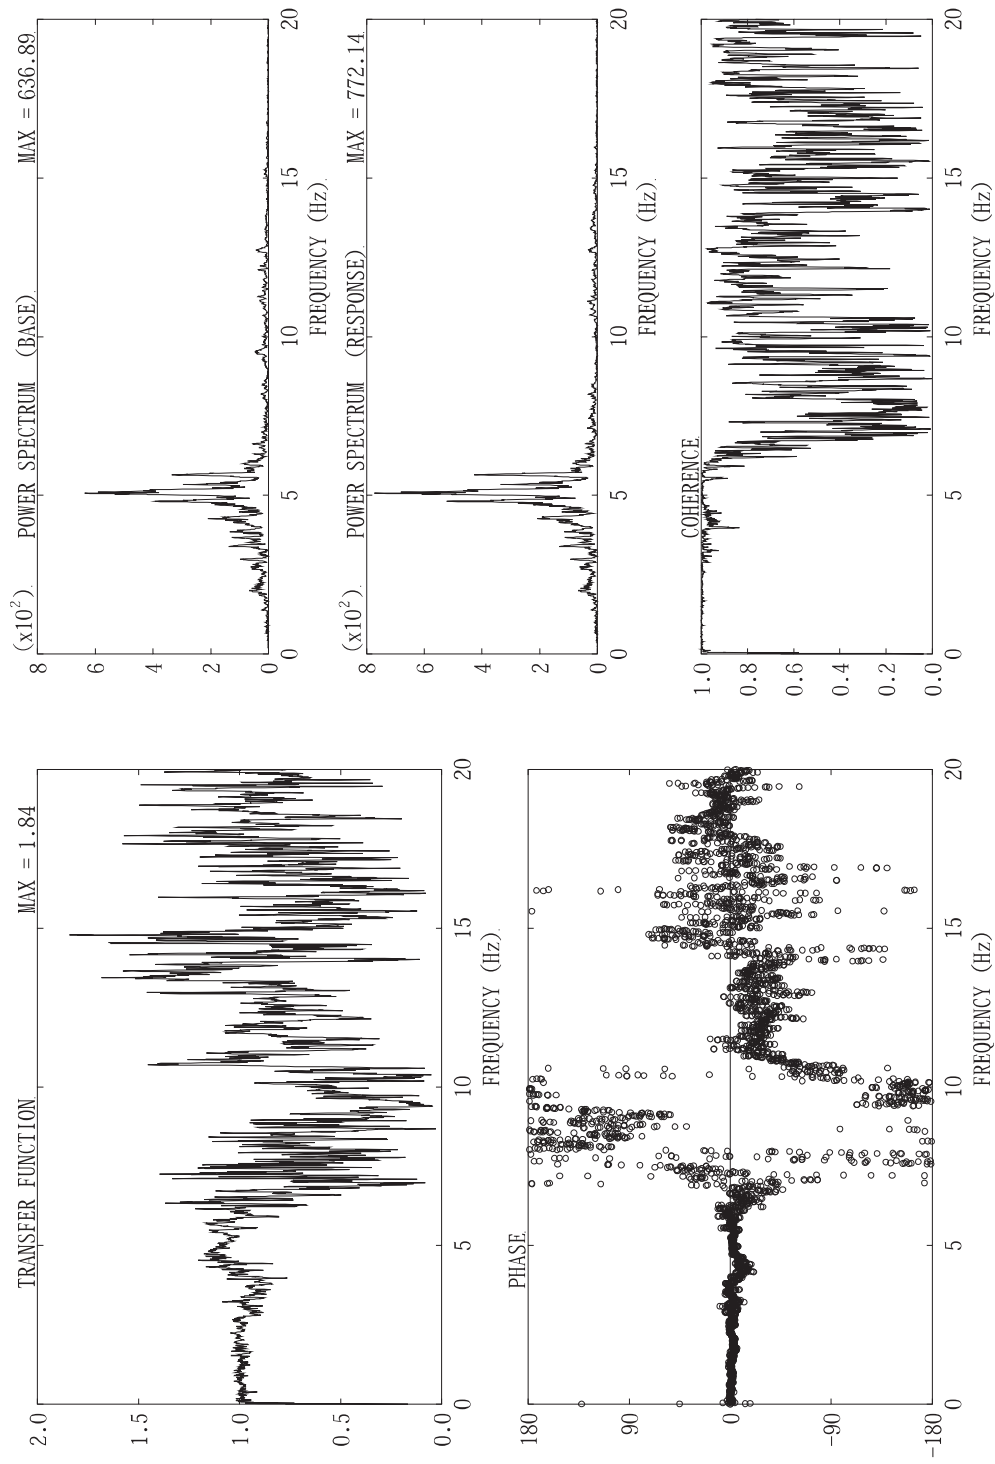 TRANSFER FUNCTION MAX = 1.84
2.0
1.5
1.0
0.5
0.0
0 5 10 15 20
FREQUENCY (Hz)
PHASE
180
90
0
-90
-180
0 5 10 15 20
FREQUENCY (Hz)
(x10²) POWER SPECTRUM (BASE) MAX = 636.89
8
6
4
2
0
0 5 10 15 20
FREQUENCY (Hz)
(x10²) POWER SPECTRUM (RESPONSE) MAX = 772.14
8
6
4
2
0
0 5 10 15 20
FREQUENCY (Hz)
COHERENCE
1.0
0.8
0.6
0.4
0.2
0.0
0 5 10 15 20
FREQUENCY (Hz)